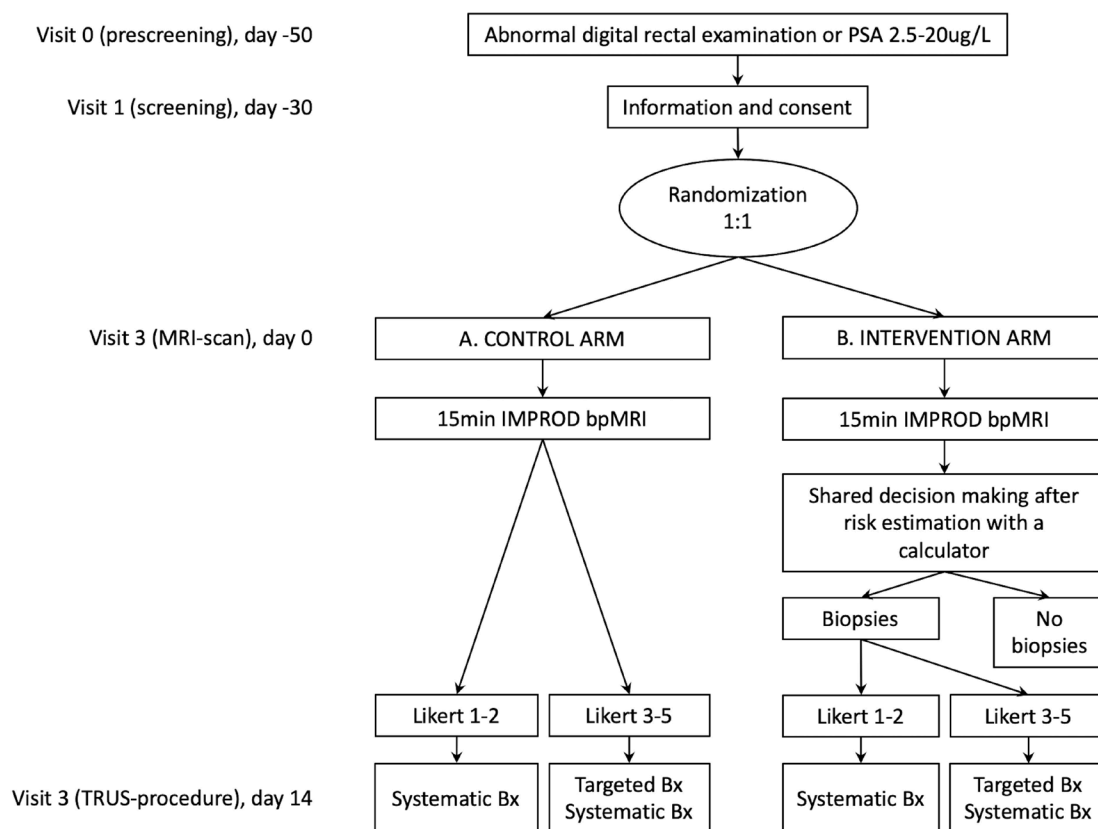 Visit 0 (prescreening), day -50
Abnormal digital rectal examination or PSA 2.5-20ug/L
Visit 1 (screening), day -30
Information and consent
Randomization
1:1
Visit 3 (MRI-scan), day 0
A. CONTROL ARM
B. INTERVENTION ARM
15min IMPROD bpMRI
15min IMPROD bpMRI
Shared decision making after
risk estimation with a
calculator
Biopsies
No
biopsies
Likert 1-2
Likert 3-5
Likert 1-2
Likert 3-5
Visit 3 (TRUS-procedure), day 14
Systematic Bx
Targeted Bx
Systematic Bx
Systematic Bx
Targeted Bx
Systematic Bx